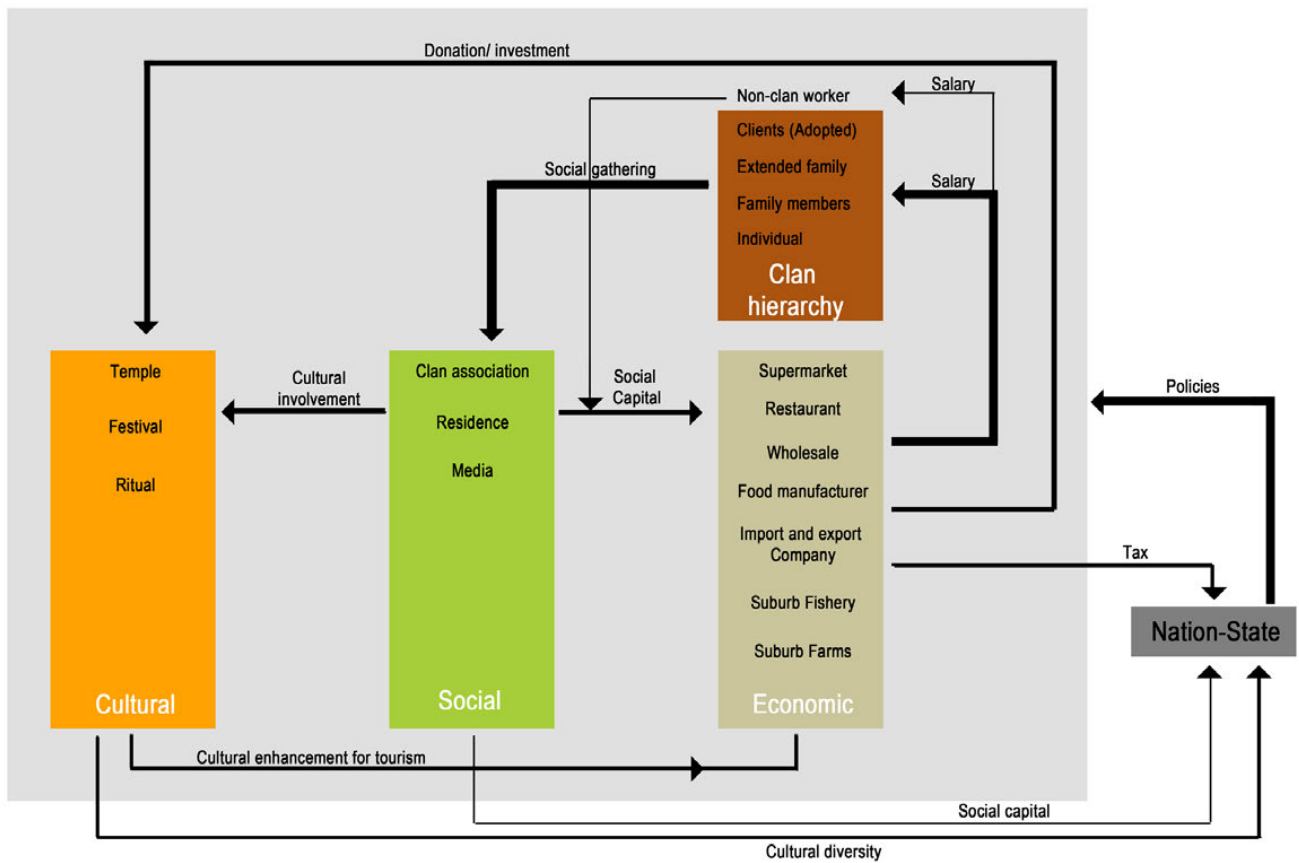 Donation/ investment
Non-clan worker
Salary
Clients (Adopted)
Extended family
Family members
Individual
Clan
hierarchy
Social gathering
Salary
Temple
Festival
Ritual
Cultural
Cultural
involvement
Clan association
Residence
Media
Social
Social
Capital
Supermarket
Restaurant
Wholesale
Food manufacturer
Import and export
Company
Suburb Fishery
Suburb Farms
Economic
Policies
Tax
Nation-State
Cultural enhancement for tourism
Social capital
Cultural diversity